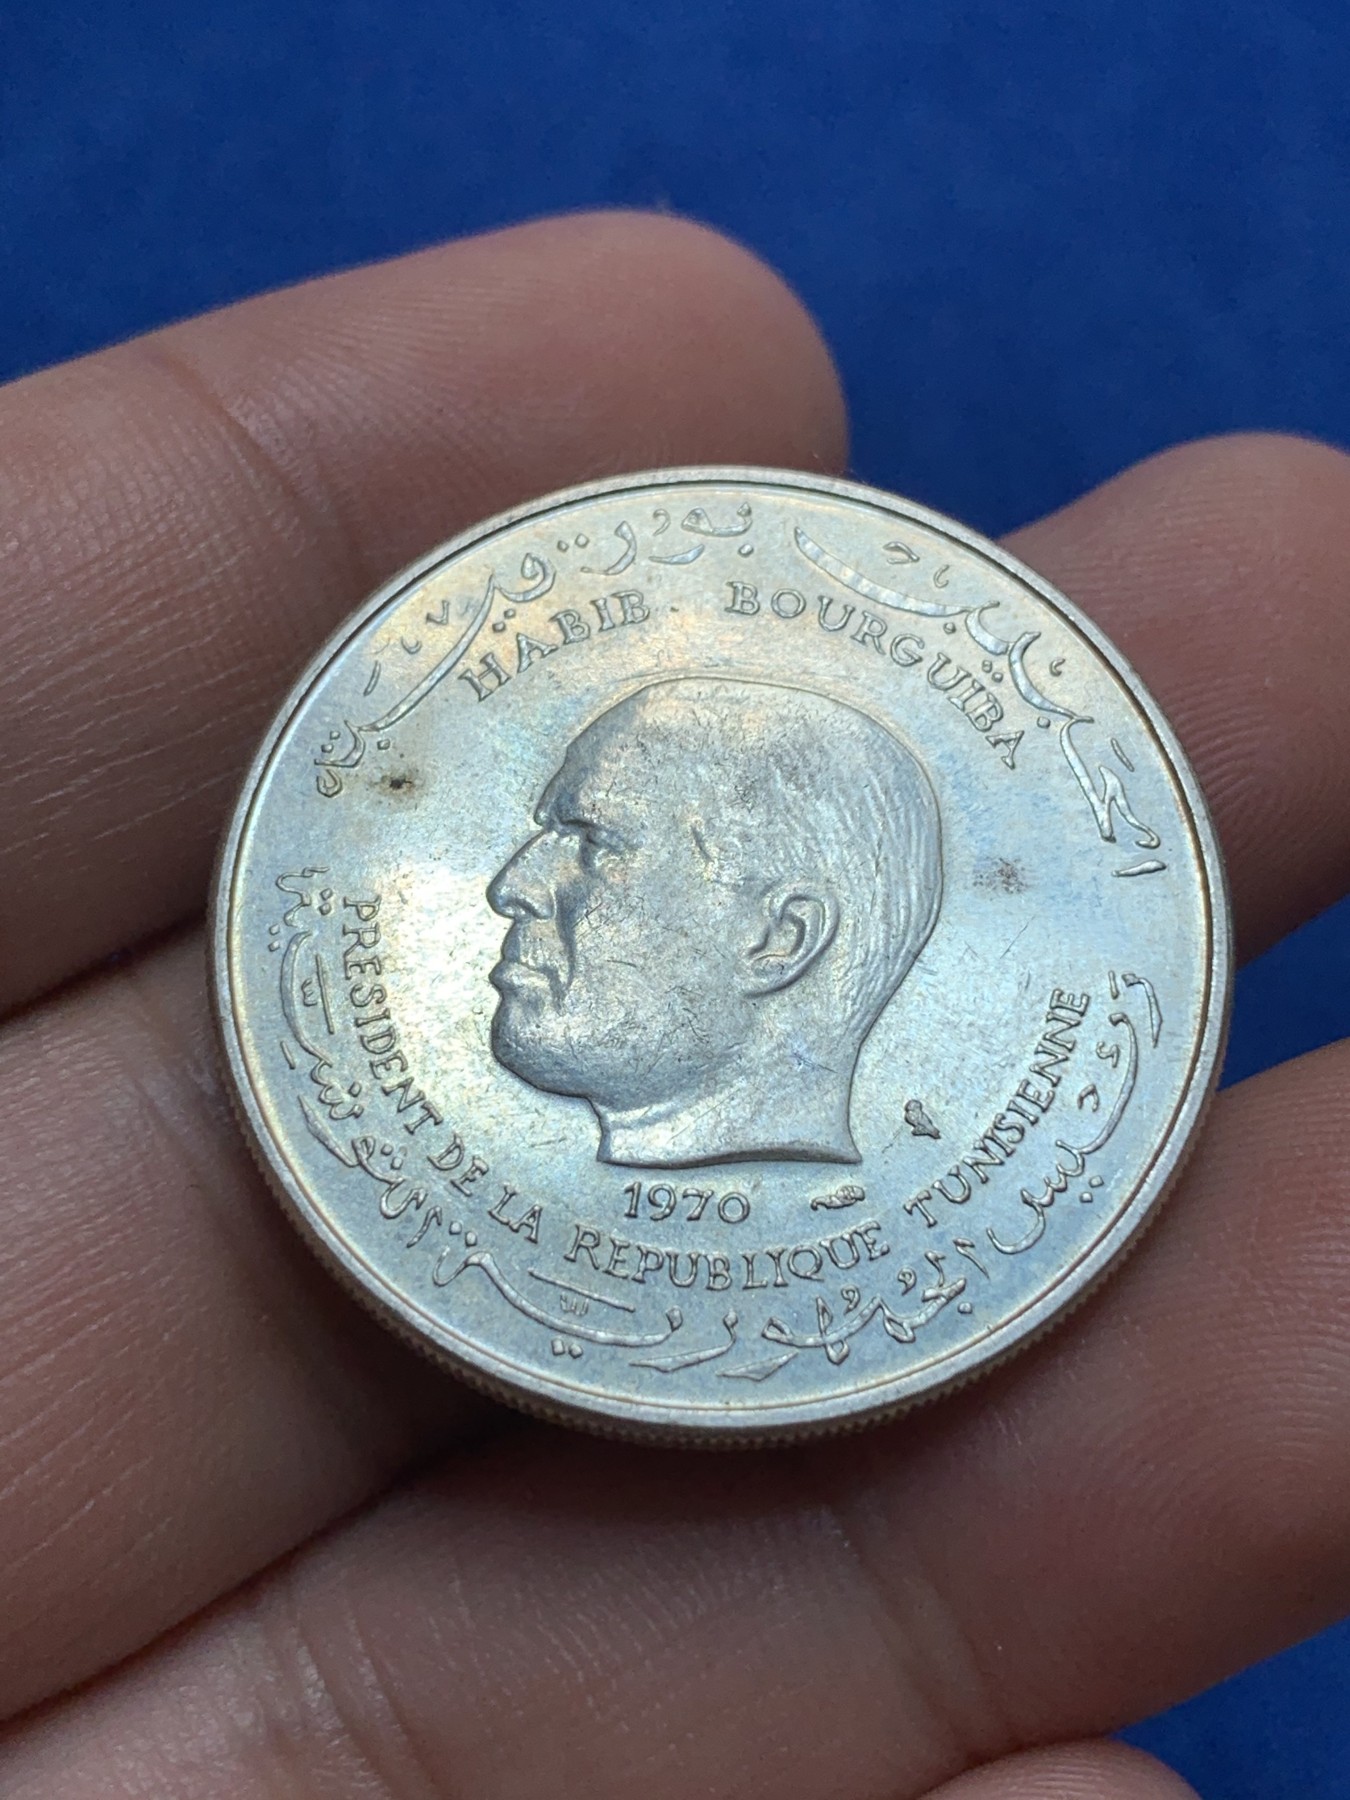 الحبيب بورقيبة
HABIB BOURGUIBA
1970
PRESIDENT DE LA REPUBLIQUE TUNISIENNE
رئيس الجمهورية التونسية